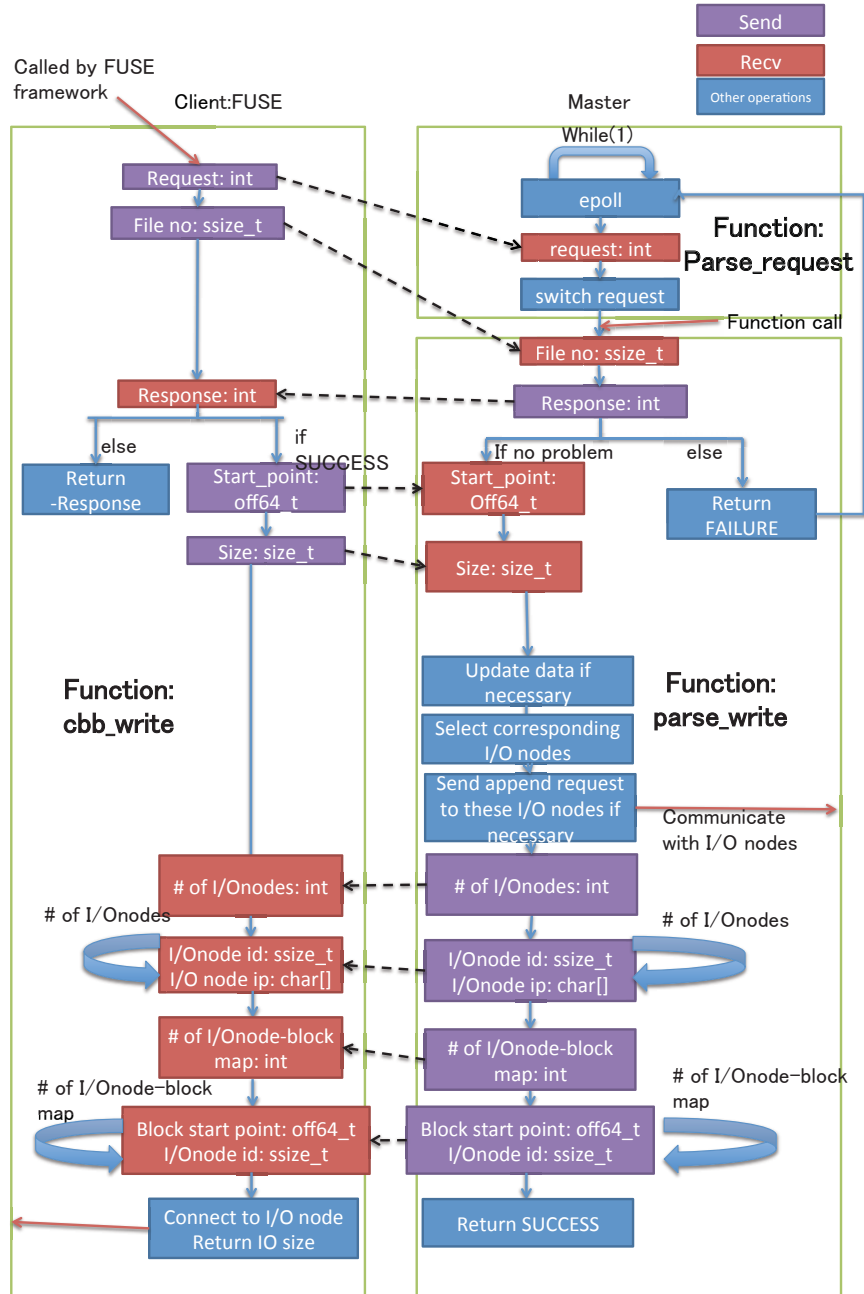 Send
Recv
Other operations
Called by FUSE
framework
Client:FUSE
Master
While(1)
Request: int
epoll
File no: ssize_t
request: int
Function:
Parse_request
switch request
Function call
File no: ssize_t
Response: int
Response: int
else
if
SUCCESS
If no problem
else
Return
-Response
Start_point:
off64_t
Start_point:
Off64_t
Return
FAILURE
Size: size_t
Size: size_t
Function:
cbb_write
Update data if
necessary
Function:
parse_write
Select corresponding
I/O nodes
Send append request
to these I/O nodes if
necessary
Communicate
with I/O nodes
# of I/Onodes: int
# of I/Onodes: int
# of I/Onodes
# of I/Onodes
I/Onode id: ssize_t
I/O node ip: char[]
I/Onode id: ssize_t
I/Onode ip: char[]
# of I/Onode-block
map: int
# of I/Onode-block
map: int
# of I/Onode-block
map
# of I/Onode-block
map
Block start point: off64_t
I/Onode id: ssize_t
Block start point: off64_t
I/Onode id: ssize_t
Connect to I/O node
Return IO size
Return SUCCESS